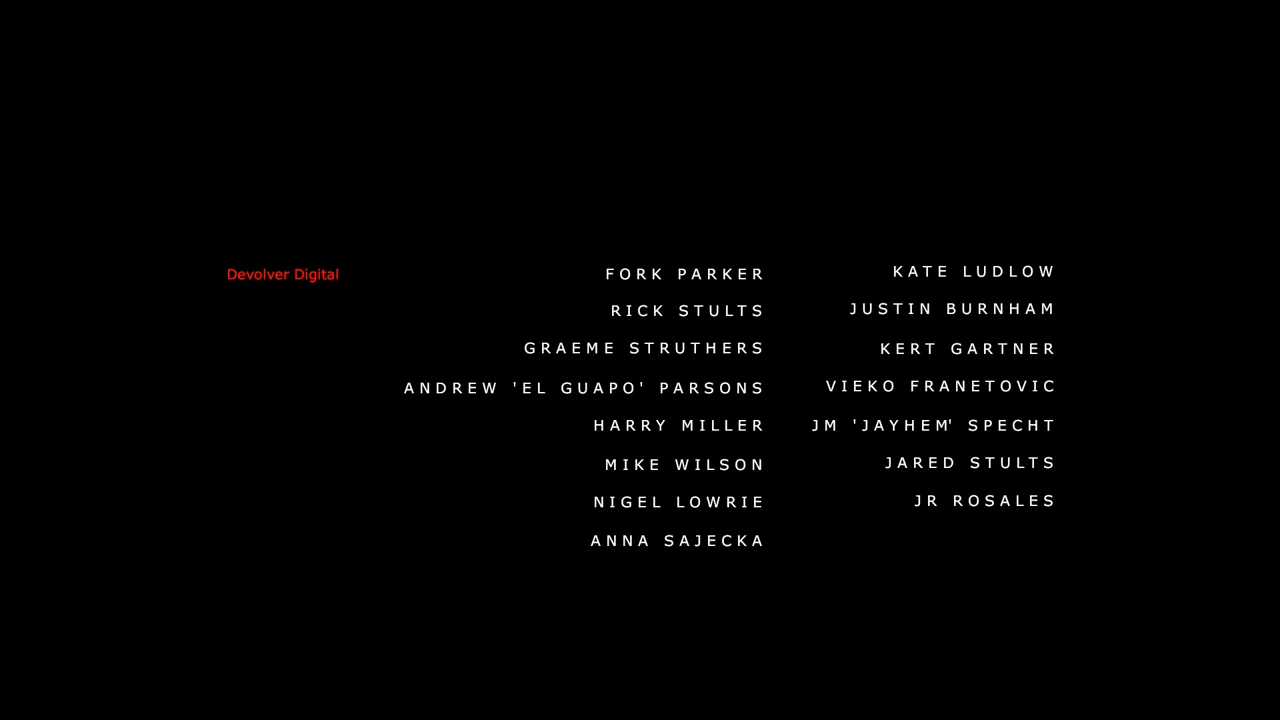 Devolver Digital
FORK PARKER
RICK STULTS
GRAEME STRUTHERS
ANDREW 'EL GUAPO' PARSONS
HARRY MILLER
MIKE WILSON
NIGEL LOWRIE
ANNA SAJECKA
KATE LUDLOW
JUSTIN BURNHAM
KERT GARTNER
VIEKO FRANETOVIC
JM 'JAYHEM' SPECHT
JARED STULTS
JR ROSALES